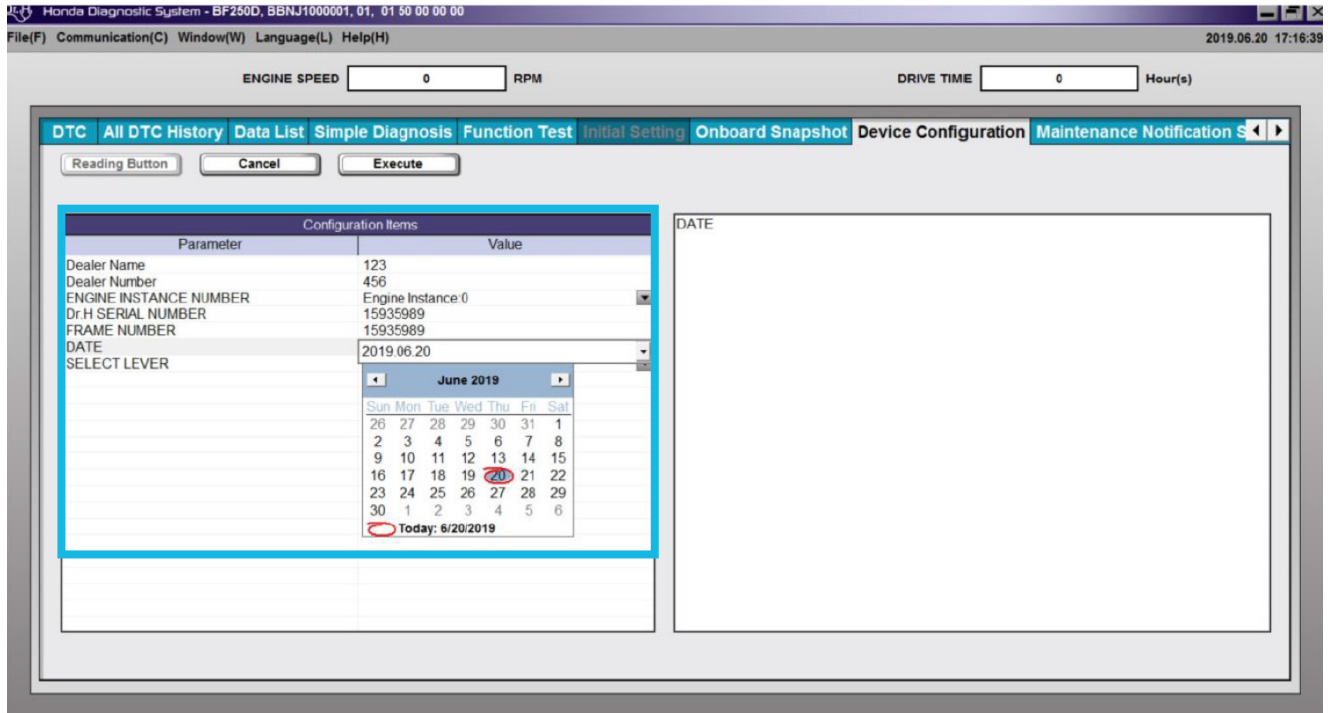 Honda Diagnostic System - BF250D, BBNJ1000001, 01, 01 50 00 00 00
File(F) Communication(C) Window(W) Language(L) Help(H) 2019.06.20 17:16:39
ENGINE SPEED 0 RPM DRIVE TIME 0 Hour(s)
DTC All DTC History Data List Simple Diagnosis Function Test Initial Setting Onboard Snapshot Device Configuration Maintenance Notification S
Reading Button Cancel Execute
Configuration Items
Parameter Value
Dealer Name 123
Dealer Number 456
ENGINE INSTANCE NUMBER Engine Instance:0
Dr.H SERIAL NUMBER 15935989
FRAME NUMBER 15935989
DATE 2019.06.20
SELECT LEVER
June 2019
Sun Mon Tue Wed Thu Fri Sat
26 27 28 29 30 31 1
2 3 4 5 6 7 8
9 10 11 12 13 14 15
16 17 18 19 20 21 22
23 24 25 26 27 28 29
30 1 2 3 4 5 6
Today: 6/20/2019
DATE